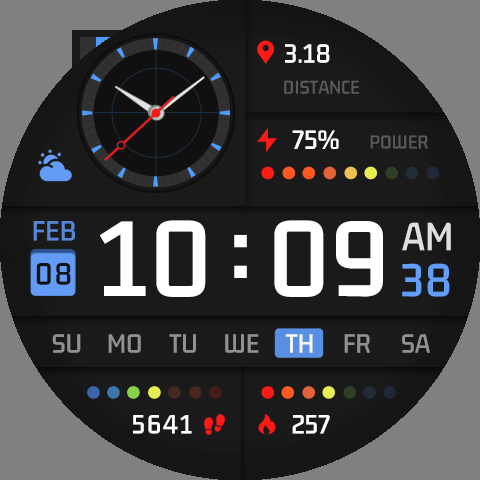 3.18
DISTANCE
75% POWER
FEB
08
10:09
AM
38
SU MO TU WE TH FR SA
5641
257